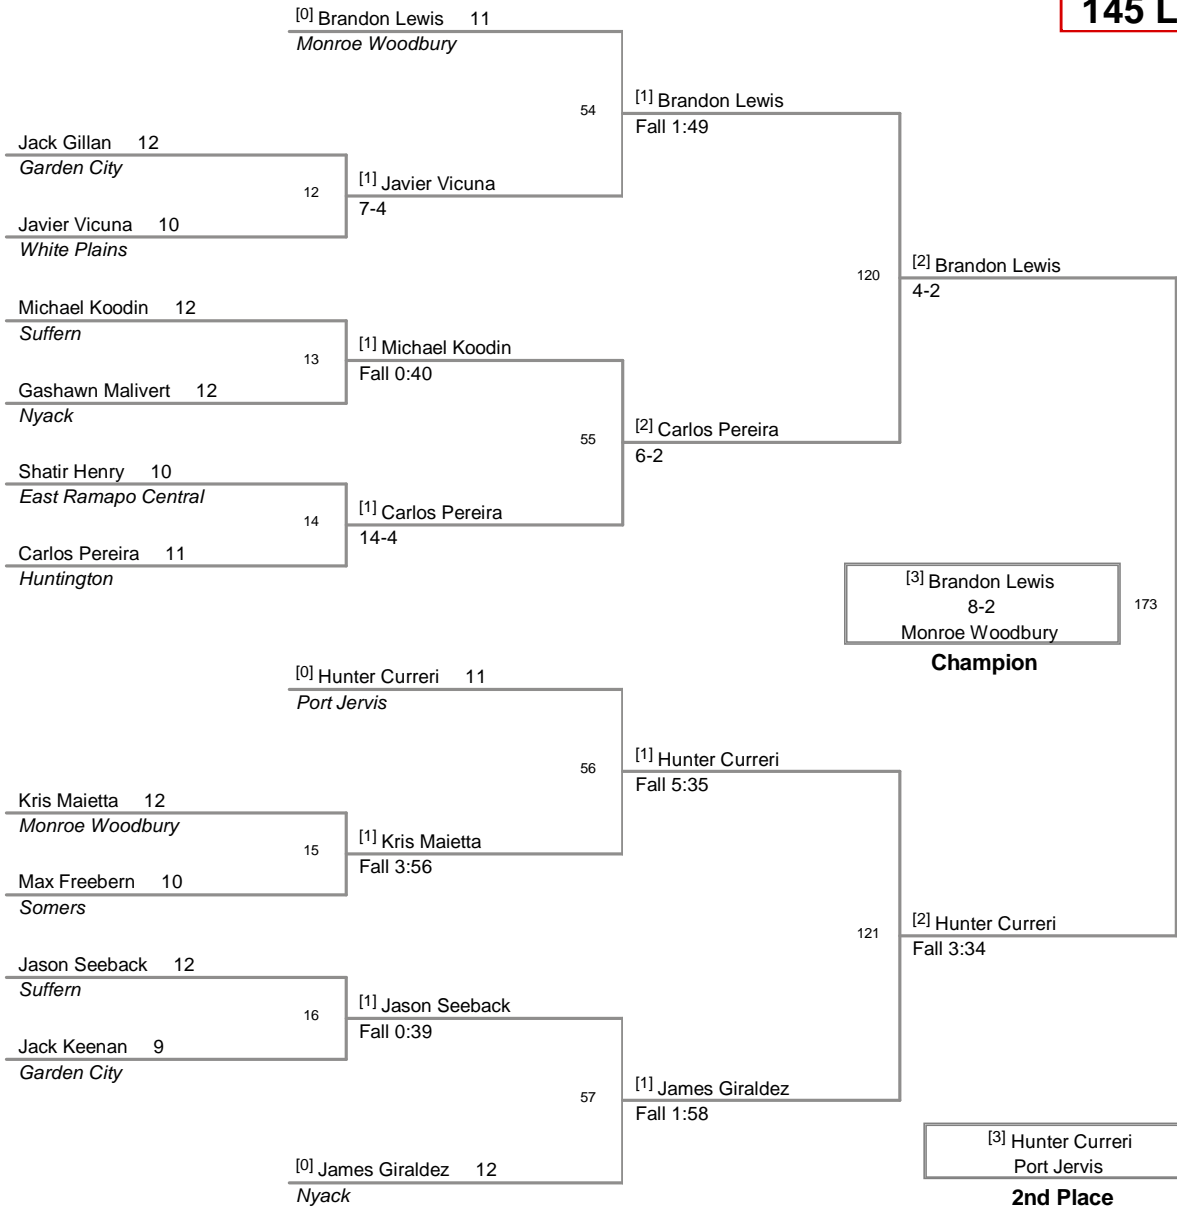 145 L
[0] Brandon Lewis 11
Monroe Woodbury
54
[1] Brandon Lewis
Fall 1:49
Jack Gillan 12
Garden City
12
[1] Javier Vicuna
7-4
Javier Vicuna 10
White Plains
120
[2] Brandon Lewis
4-2
Michael Koodin 12
Suffern
13
[1] Michael Koodin
Fall 0:40
Gashawn Malivert 12
Nyack
55
[2] Carlos Pereira
6-2
Shatir Henry 10
East Ramapo Central
14
[1] Carlos Pereira
14-4
Carlos Pereira 11
Huntington
[3] Brandon Lewis
8-2
Monroe Woodbury
173
Champion
[0] Hunter Curreri 11
Port Jervis
56
[1] Hunter Curreri
Fall 5:35
Kris Maietta 12
Monroe Woodbury
15
[1] Kris Maietta
Fall 3:56
Max Freebern 10
Somers
121
[2] Hunter Curreri
Fall 3:34
Jason Seeback 12
Suffern
16
[1] Jason Seeback
Fall 0:39
Jack Keenan 9
Garden City
57
[1] James Giraldez
Fall 1:58
[0] James Giraldez 12
Nyack
[3] Hunter Curreri
Port Jervis
2nd Place